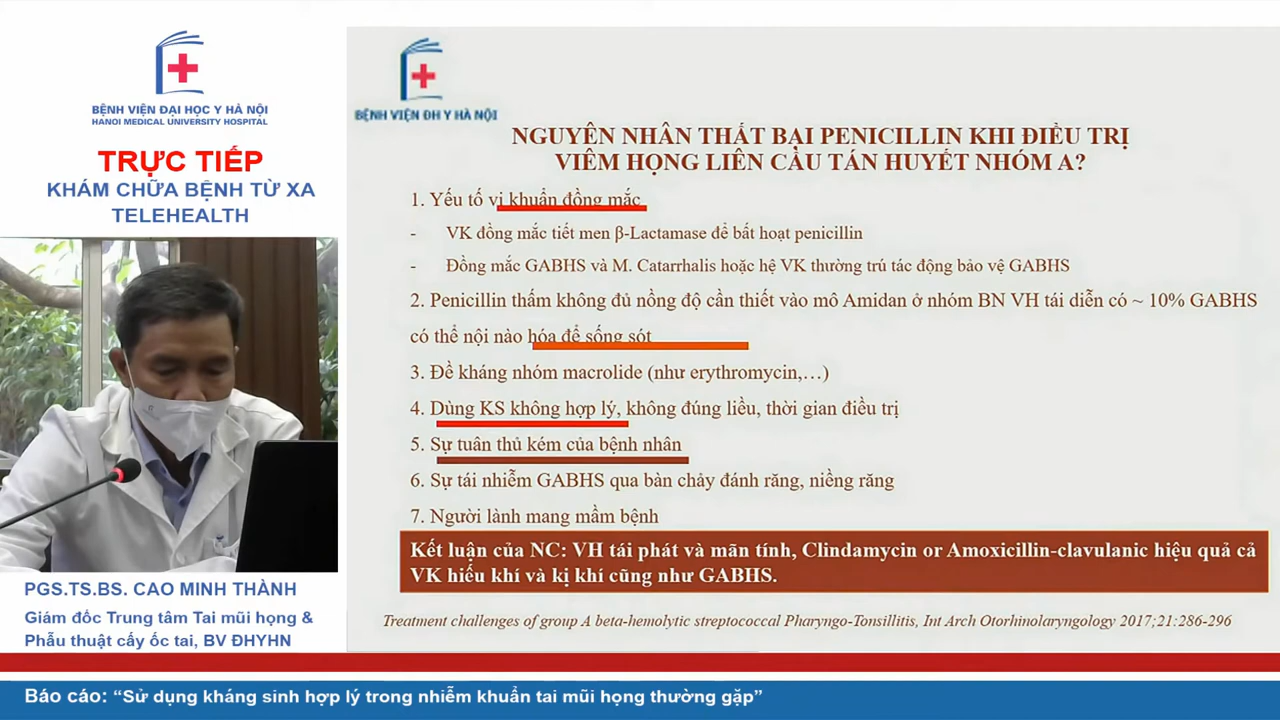 BỆNH VIỆN ĐẠI HỌC Y HÀ NỘI
HANOI MEDICAL UNIVERSITY HOSPITAL
TRỰC TIẾP
KHÁM CHỮA BỆNH TỪ XA
TELEHEALTH
PGS.TS.BS. CAO MINH THÀNH
Giám đốc Trung tâm Tai mũi họng &
Phẫu thuật cấy ốc tai, BV ĐHYHN
BỆNH VIỆN ĐH Y HÀ NỘI
NGUYÊN NHÂN THẤT BẠI PENICILLIN KHI ĐIỀU TRỊ
VIÊM HỌNG LIÊN CẦU TÁN HUYẾT NHÓM A?
1. Yếu tố vi khuẩn đồng mắc
- VK đồng mắc tiết men β-Lactamase để bất hoạt penicillin
- Đồng mắc GABHS và M. Catarrhalis hoặc hệ VK thường trú tác động bảo vệ GABHS
2. Penicillin thấm không đủ nồng độ cần thiết vào mô Amidan ở nhóm BN VH tái diễn có ~ 10% GABHS
có thể nội nào hóa để sống sót
3. Đề kháng nhóm macrolide (như erythromycin,…)
4. Dùng KS không hợp lý, không đúng liều, thời gian điều trị
5. Sự tuân thủ kém của bệnh nhân
6. Sự tái nhiễm GABHS qua bàn chảy đánh răng, niềng răng
7. Người lành mang mầm bệnh
Kết luận của NC: VH tái phát và mãn tính, Clindamycin or Amoxicillin-clavulanic hiệu quả cả
VK hiếu khí và kị khí cũng như GABHS.
Treatment challenges of group A beta-hemolytic streptococcal Pharyngo-Tonsillitis, Int Arch Otorhinolaryngology 2017;21:286-296
Báo cáo: “Sử dụng kháng sinh hợp lý trong nhiễm khuẩn tai mũi họng thường gặp”